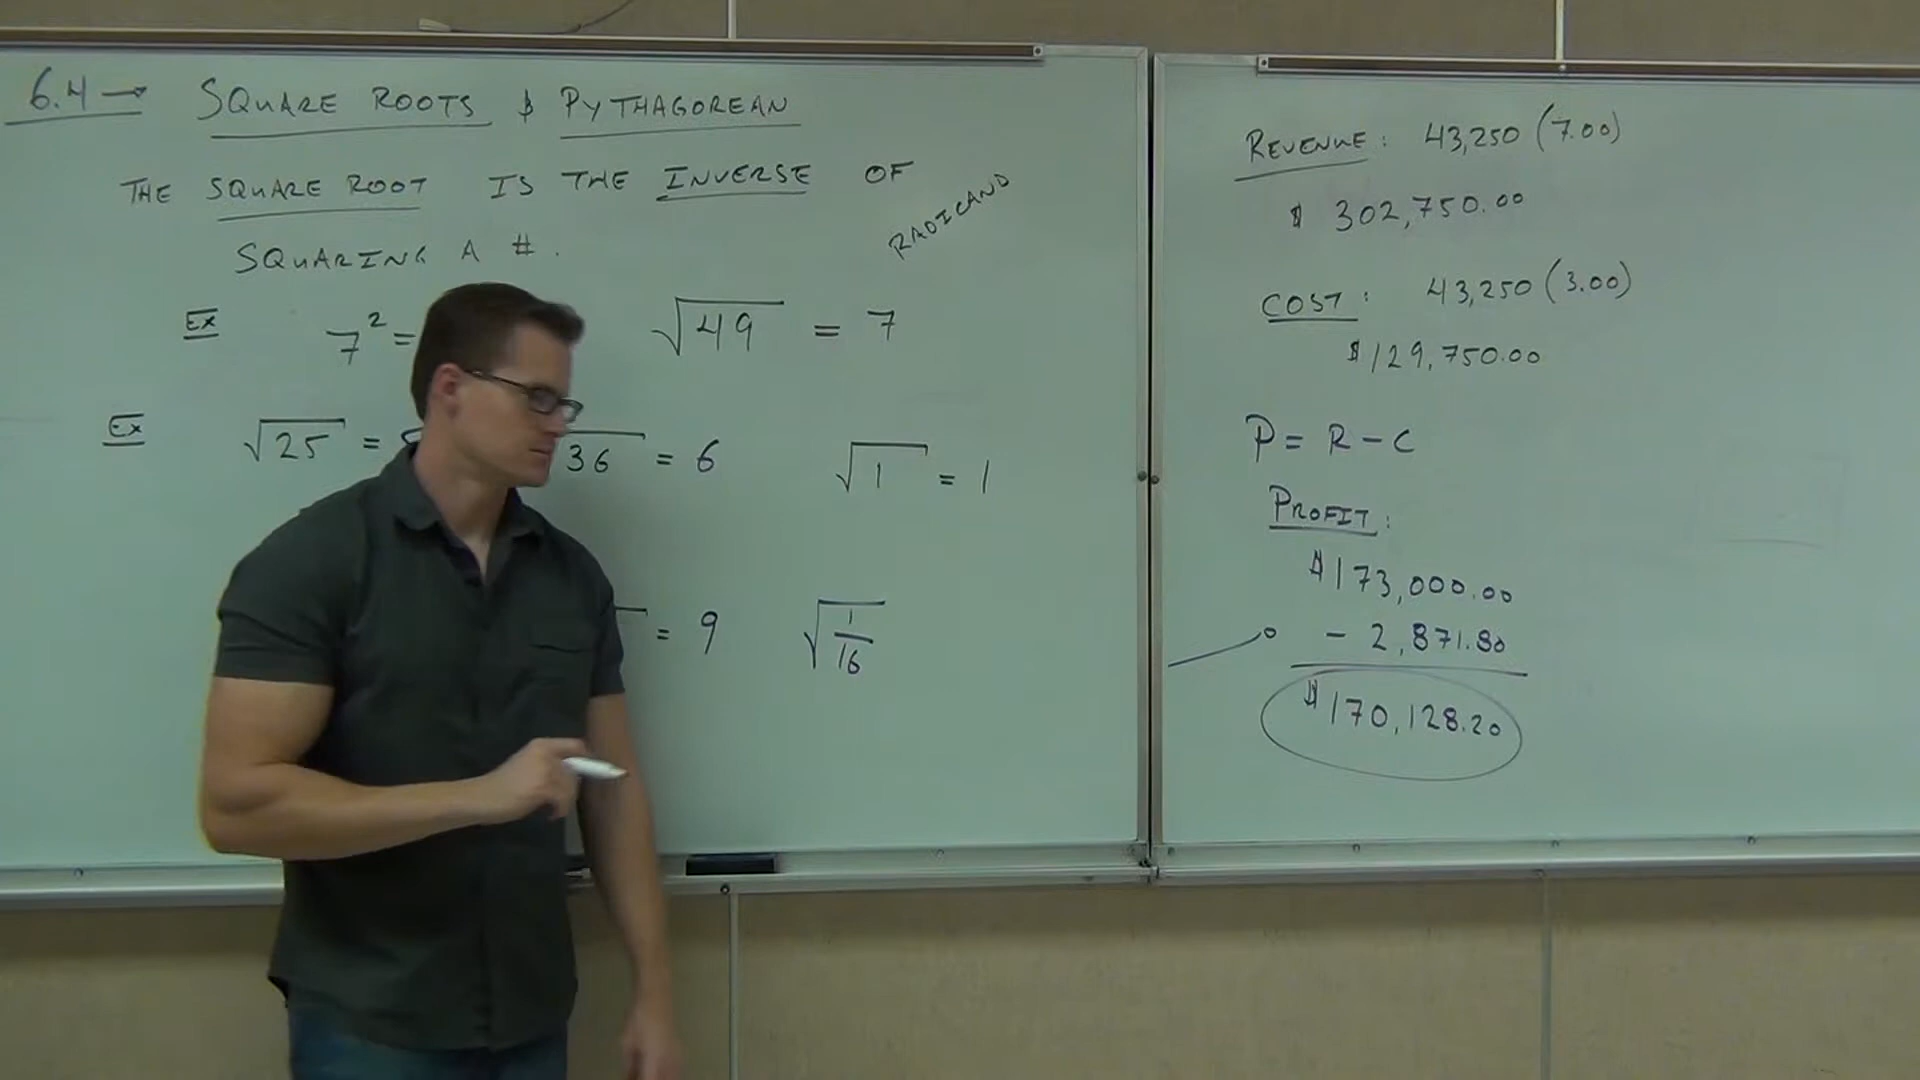 6.4 → SQUARE ROOTS & PYTHAGOREAN
THE SQUARE ROOT IS THE INVERSE OF
SQUARING A #.
RADICAND
Ex 7² = √49 = 7
Ex √25 = 36 = 6 √1 = 1
= 9 √(1/16)
REVENUE: 43,250 (7.00)
$ 302,750.00
COST: 43,250 (3.00)
$129,750.00
P = R - C
PROFIT:
$173,000.00
- 2,871.80
$170,128.20